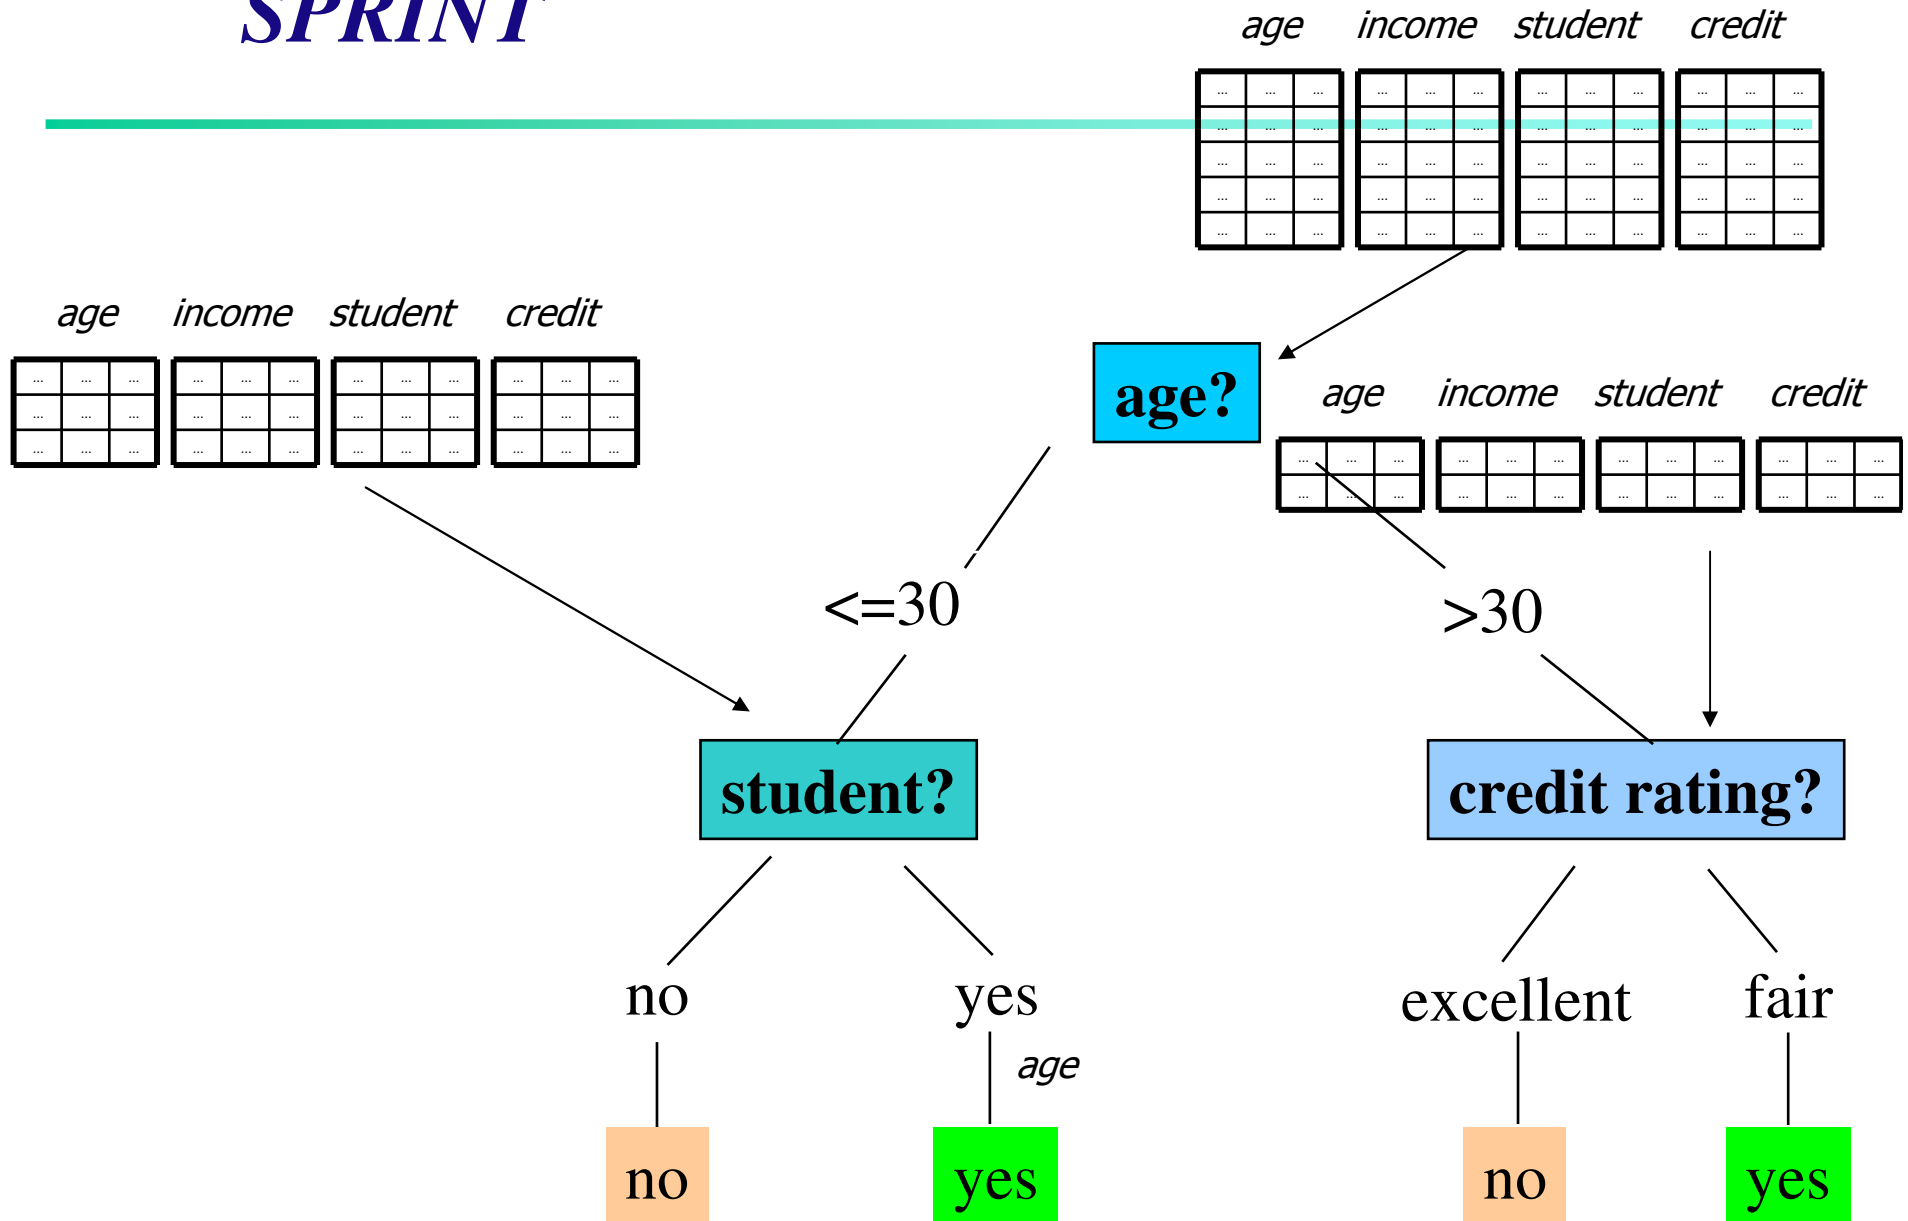 SPRINT
age income student credit
... ... ... ... ... ... ... ... ... ... ... ...
... ... ... ... ... ... ... ... ... ... ... ...
... ... ... ... ... ... ... ... ... ... ... ...
... ... ... ... ... ... ... ... ... ... ... ...
... ... ... ... ... ... ... ... ... ... ... ...
age income student credit
... ... ... ... ... ... ... ... ... ... ... ...
... ... ... ... ... ... ... ... ... ... ... ...
... ... ... ... ... ... ... ... ... ... ... ...
age?
age income student credit
... ... ... ... ... ... ... ... ... ... ... ...
... ... ... ... ... ... ... ... ... ... ... ...
<=30 >30
student? credit rating?
no yes excellent fair
age
no yes no yes